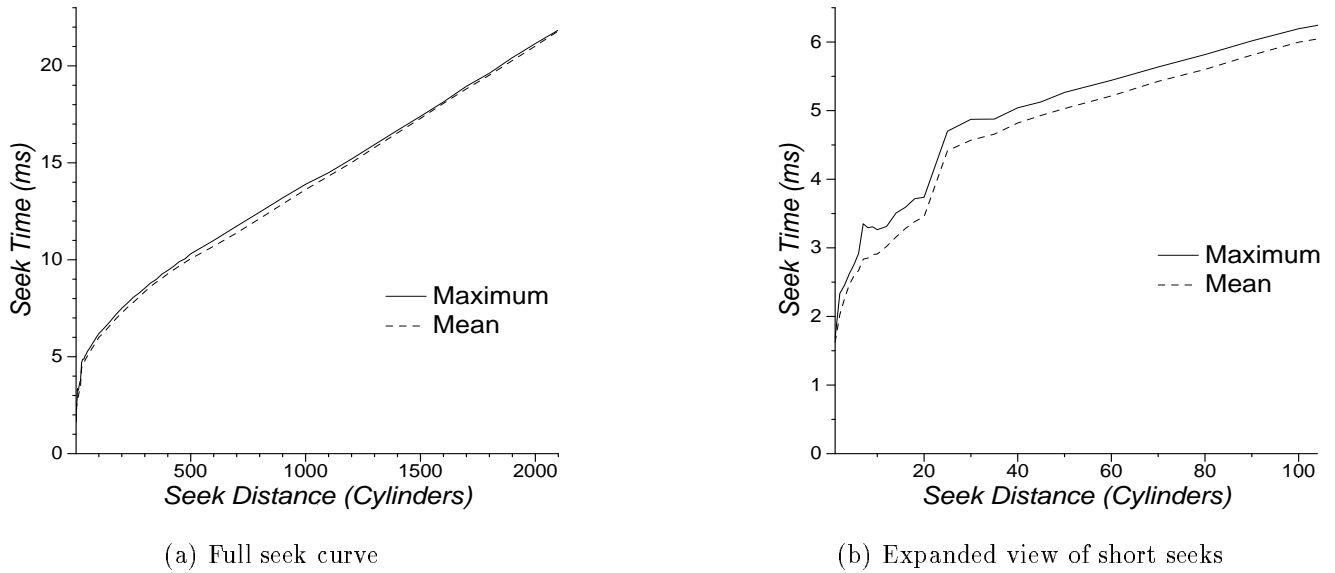 20
15
10
5
0
Seek Time (ms)
500
1000
1500
2000
Seek Distance (Cylinders)
Maximum
Mean
(a) Full seek curve
6
5
4
3
2
1
0
Seek Time (ms)
20
40
60
80
100
Seek Distance (Cylinders)
Maximum
Mean
(b) Expanded view of short seeks